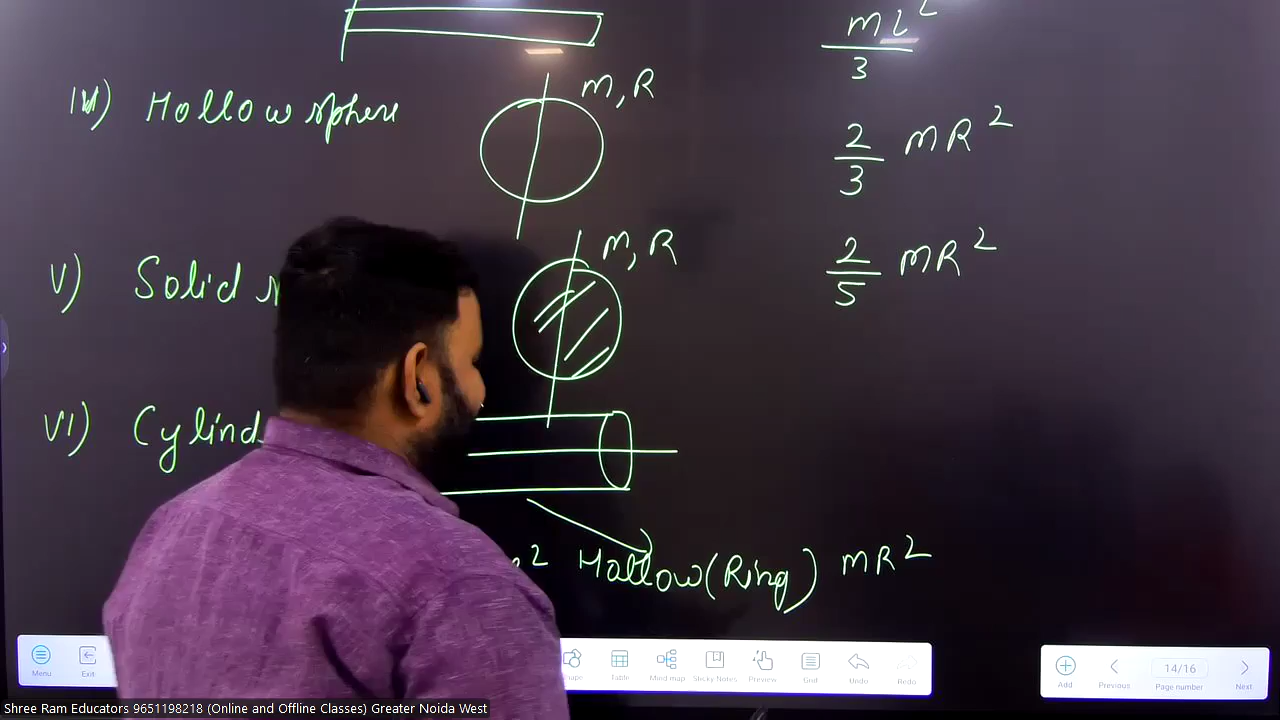 mL²
3
IV) Hollow sphere M, R 2/3 MR²
V) Solid M, R 2/5 MR²
VI) Cylind
Hollow (Ring) MR²
Menu Exit Table Mind map Sticky Notes Preview Grid Undo Redo Add Previous 14/16 Page number Next
Shree Ram Educators 9651198218 (Online and Offline Classes) Greater Noida West